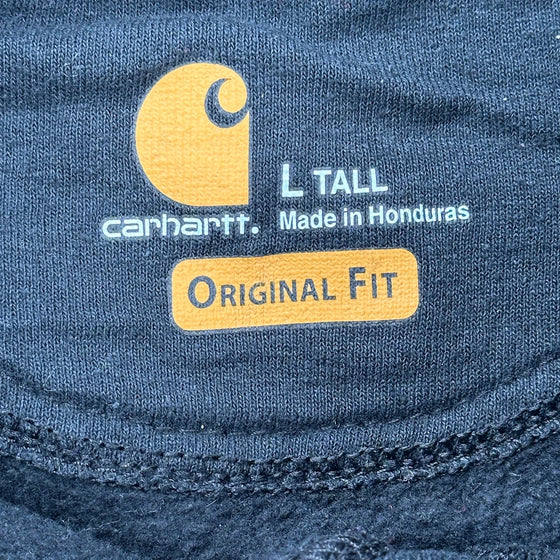 carhartt.
L TALL
Made in Honduras
ORIGINAL FIT